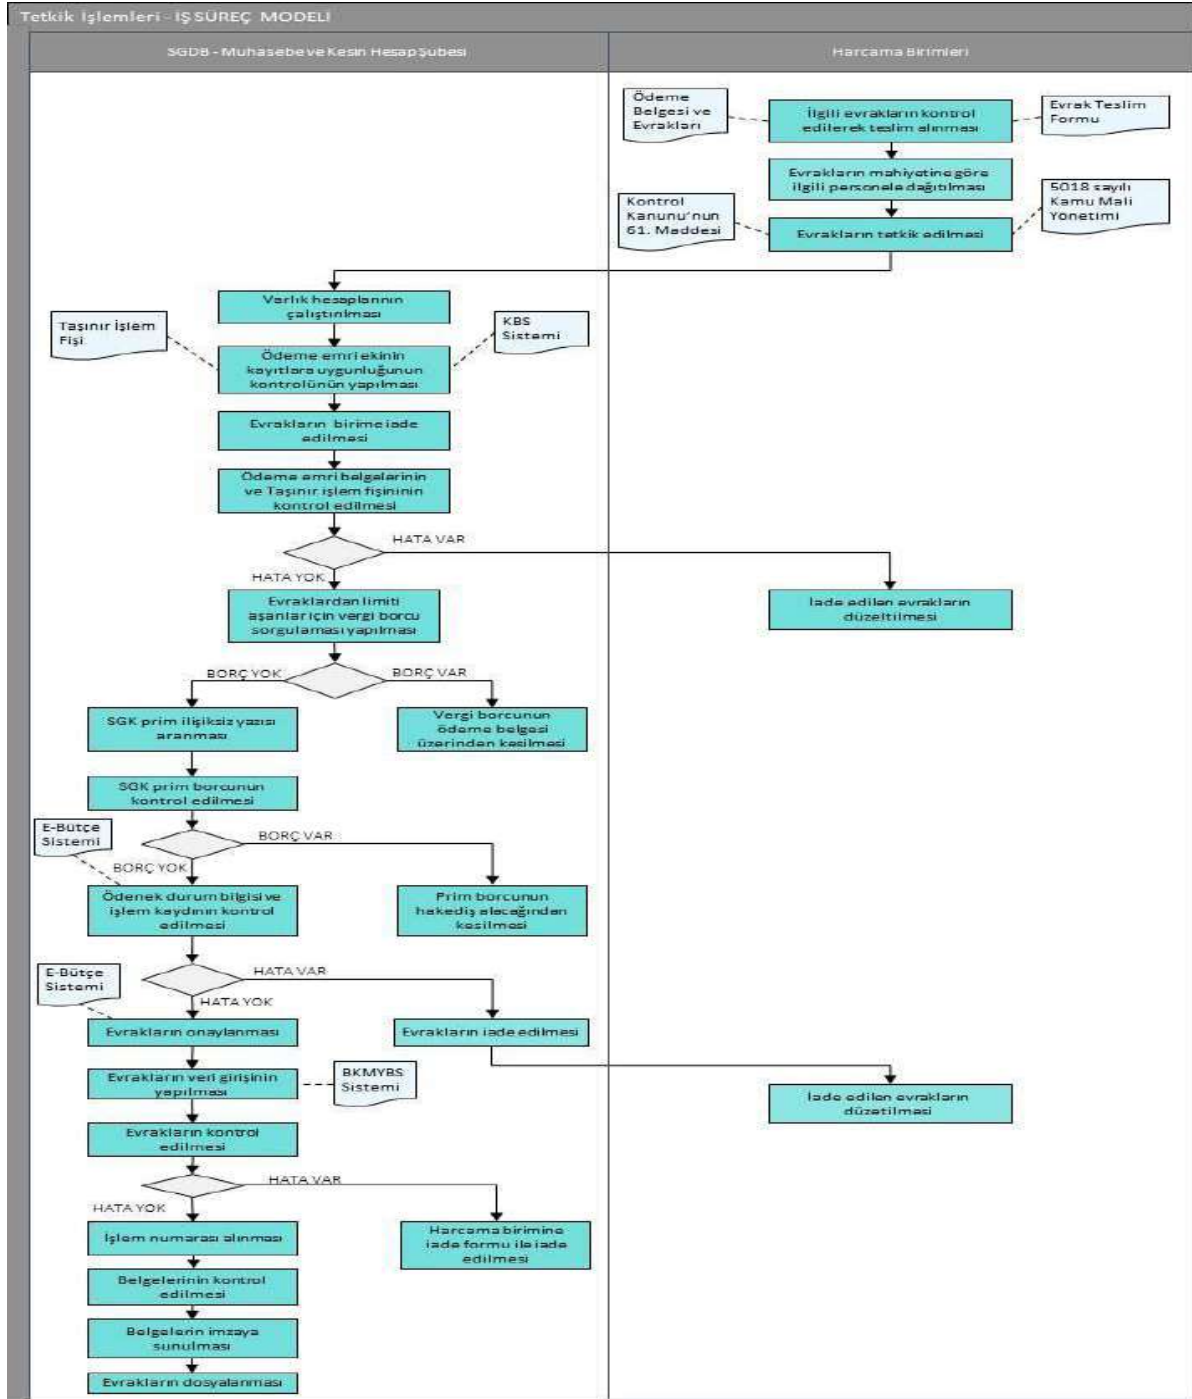 Tetkik İşlemleri - İŞ SÜREÇ MODELİ
SGDB - Muhasebe ve Kesin Hesap Şubesi
Harcama Birimleri
Ödeme
Belgesi ve
Evrakları
İlgili evrakların kontrol
edilerek teslim alınması
Evrak Teslim
Formu
Evrakların mahiyetine göre
ilgili personele dağıtılması
Kontrol
Kanunu'nun
61. Maddesi
Evrakların tetkik edilmesi
5018 sayılı
Kamu Mali
Yönetimi
Varlık hesaplarının
çalıştırılması
Taşınır İşlem
Fişi
KBS
Sistemi
Ödeme emri ekinin
kayıtlara uygunluğunun
kontrolünün yapılması
Evrakların birime iade
edilmesi
Ödeme emri belgelerinin
ve Taşınır işlem fişininin
kontrol edilmesi
HATA VAR
HATA YOK
Evraklardan limiti
aşanlar için vergi borcu
sorgulaması yapılması
İade edilen evrakların
düzeltilmesi
BORÇ YOK
BORÇ VAR
SGK prim ilişiksiz yazısı
aranması
Vergi borcunun
ödeme belgesi
üzerinden kesilmesi
SGK prim borcunun
kontrol edilmesi
E-Bütçe
Sistemi
BORÇ VAR
BORÇ YOK
Ödenek durum bilgisi ve
işlem kaydının kontrol
edilmesi
Prim borcunun
hakediş alacağından
kesilmesi
E-Bütçe
Sistemi
HATA VAR
HATA YOK
Evrakların onaylanması
Evrakların iade edilmesi
Evrakların veri girişinin
yapılması
BKMYBS
Sistemi
İade edilen evrakların
düzetilmesi
Evrakların kontrol
edilmesi
HATA VAR
HATA YOK
İşlem numarası alınması
Harcama birimine
iade formu ile iade
edilmesi
Belgelerinin kontrol
edilmesi
Belgelerin imzaya
sunulması
Evrakların dosyalanması